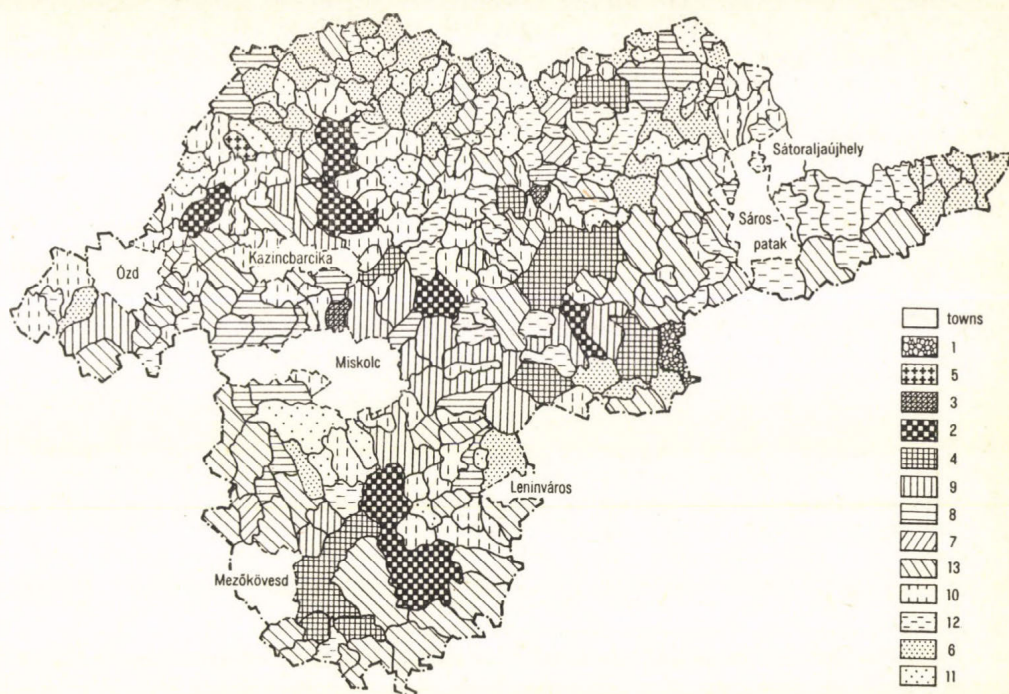 Sátoraljaújhely
Sáros-
patak
Ózd
Kazincbarcika
Miskolc
Leninváros
Mezőkövesd
towns
1
5
3
2
4
9
8
7
13
10
12
6
11